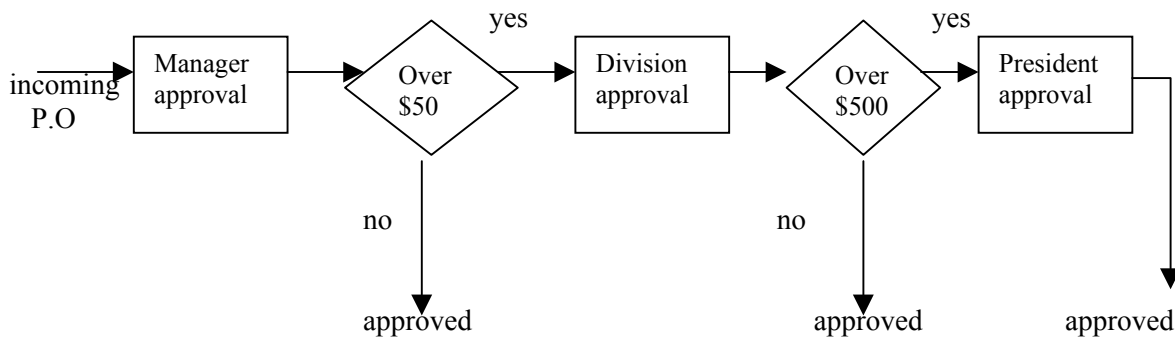 incoming
P.O
Manager
approval
Over
$50
yes
no
approved
Division
approval
Over
$500
yes
no
approved
President
approval
approved